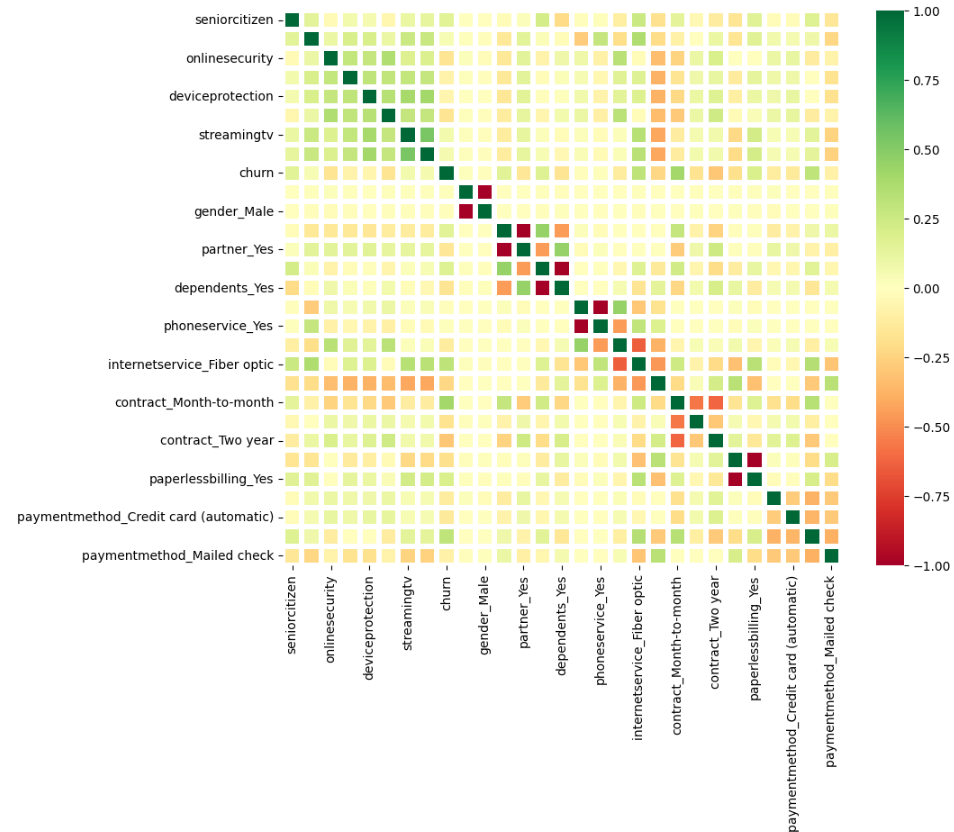 seniorcitizen
onlinesecurity
deviceprotection
streamingtv
churn
gender_Male
partner_Yes
dependents_Yes
phoneservice_Yes
internetservice_Fiber optic
contract_Month-to-month
contract_Two year
paperlessbilling_Yes
paymentmethod_Credit card (automatic)
paymentmethod_Mailed check
seniorcitizen
onlinesecurity
deviceprotection
streamingtv
churn
gender_Male
partner_Yes
dependents_Yes
phoneservice_Yes
internetservice_Fiber optic
contract_Month-to-month
contract_Two year
paperlessbilling_Yes
paymentmethod_Credit card (automatic)
paymentmethod_Mailed check
1.00
0.75
0.50
0.25
0.00
−0.25
−0.50
−0.75
−1.00